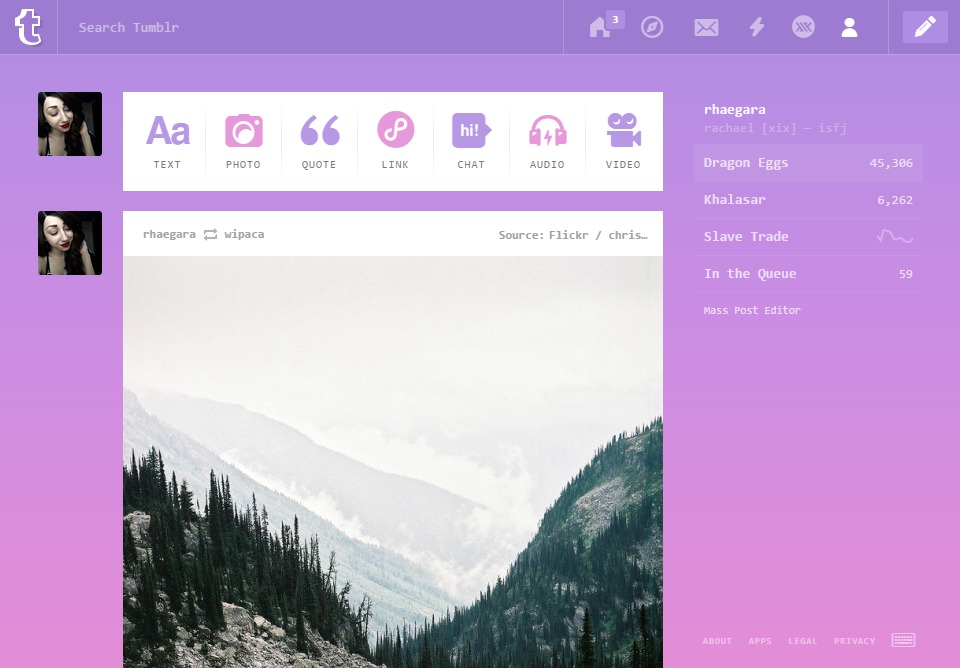 t
Search Tumblr
3
Aa
hi!
TEXT PHOTO QUOTE LINK CHAT AUDIO VIDEO
rhaegara wipaca
Source: Flickr / chris…
rhaegara
rachael [xix] — isfj
Dragon Eggs 45,306
Khalasar 6,262
Slave Trade
In the Queue 59
Mass Post Editor
ABOUT APPS LEGAL PRIVACY